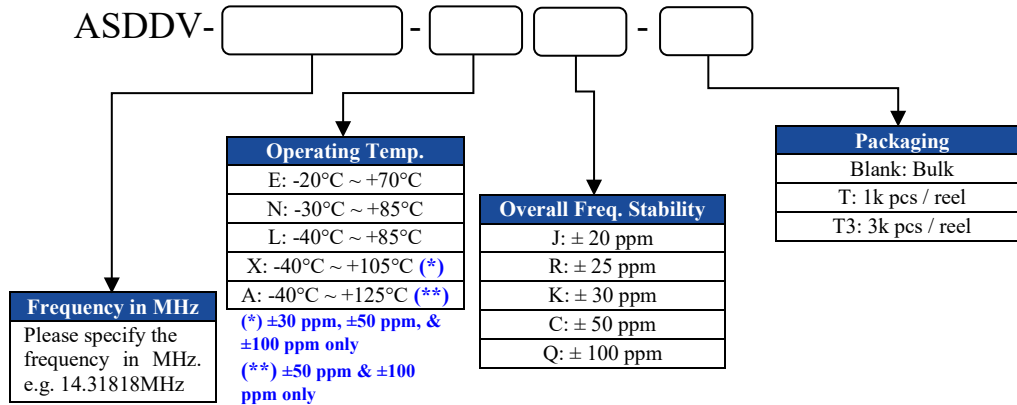 ASDDV- - -
Operating Temp.
E: -20°C ~ +70°C
N: -30°C ~ +85°C
L: -40°C ~ +85°C
X: -40°C ~ +105°C (*)
A: -40°C ~ +125°C (**)
(*) ±30 ppm, ±50 ppm, &
±100 ppm only
(**) ±50 ppm & ±100
ppm only
Packaging
Blank: Bulk
T: 1k pcs / reel
T3: 3k pcs / reel
Overall Freq. Stability
J: ± 20 ppm
R: ± 25 ppm
K: ± 30 ppm
C: ± 50 ppm
Q: ± 100 ppm
Frequency in MHz
Please specify the
frequency in MHz.
e.g. 14.31818MHz